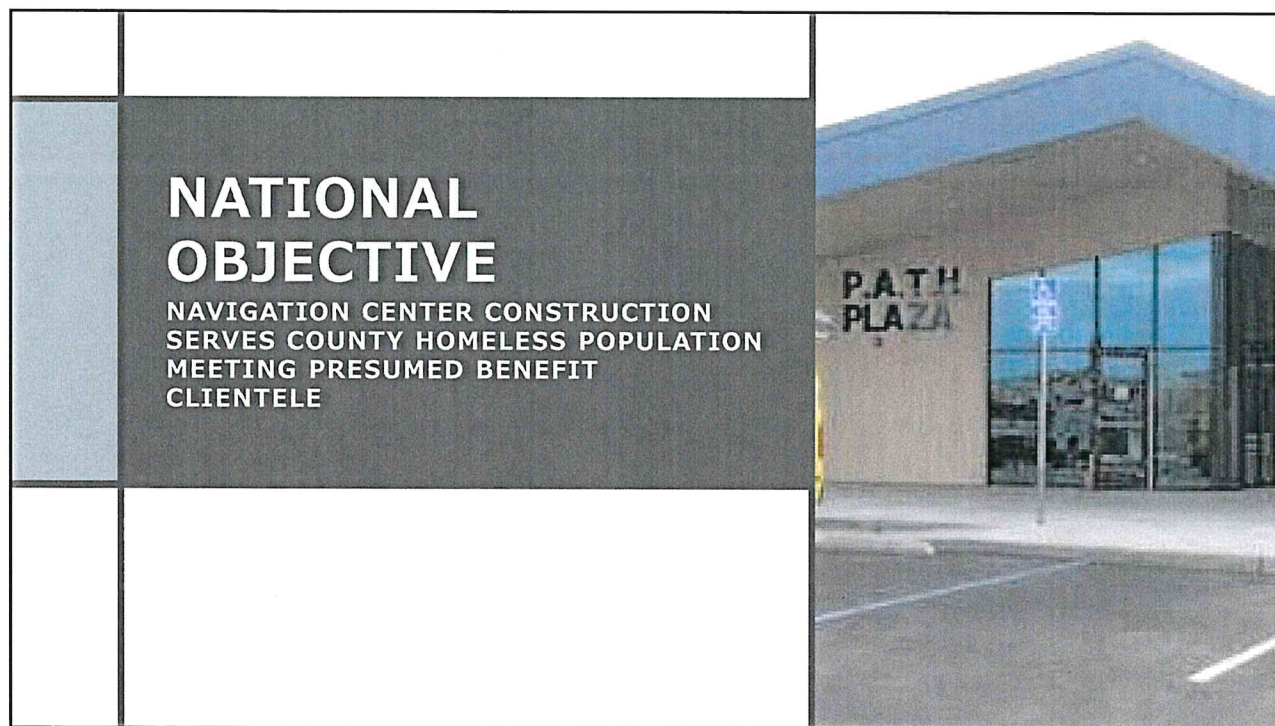 NATIONAL
OBJECTIVE
NAVIGATION CENTER CONSTRUCTION
SERVES COUNTY HOMELESS POPULATION
MEETING PRESUMED BENEFIT
CLIENTELE
P.A.T.H.
PLAZA